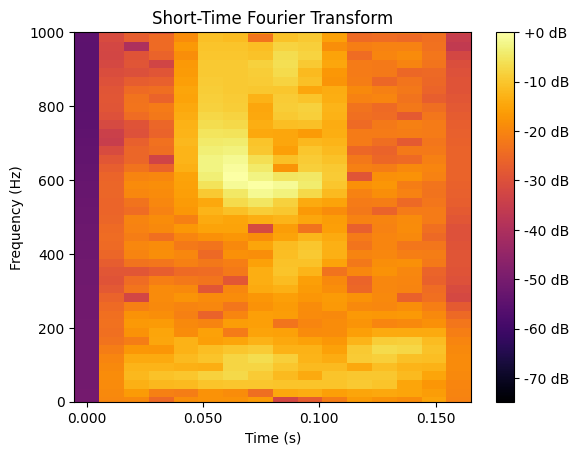 Short-Time Fourier Transform
Frequency (Hz)
1000
800
600
400
200
0
0.000
0.050
0.100
0.150
Time (s)
+0 dB
-10 dB
-20 dB
-30 dB
-40 dB
-50 dB
-60 dB
-70 dB